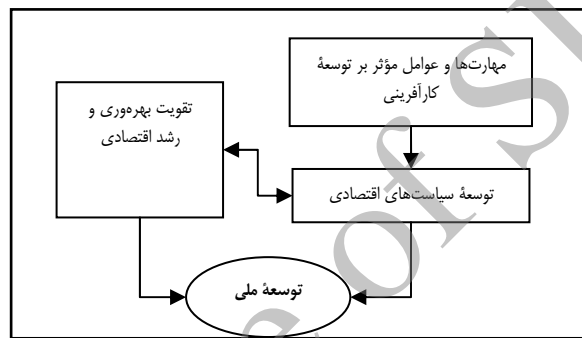 مهارت‌ها و عوامل مؤثر بر توسعهٔ
کارآفرینی
تقویت بهره‌وری و
رشد اقتصادی
توسعهٔ سیاست‌های اقتصادی
توسعهٔ ملی